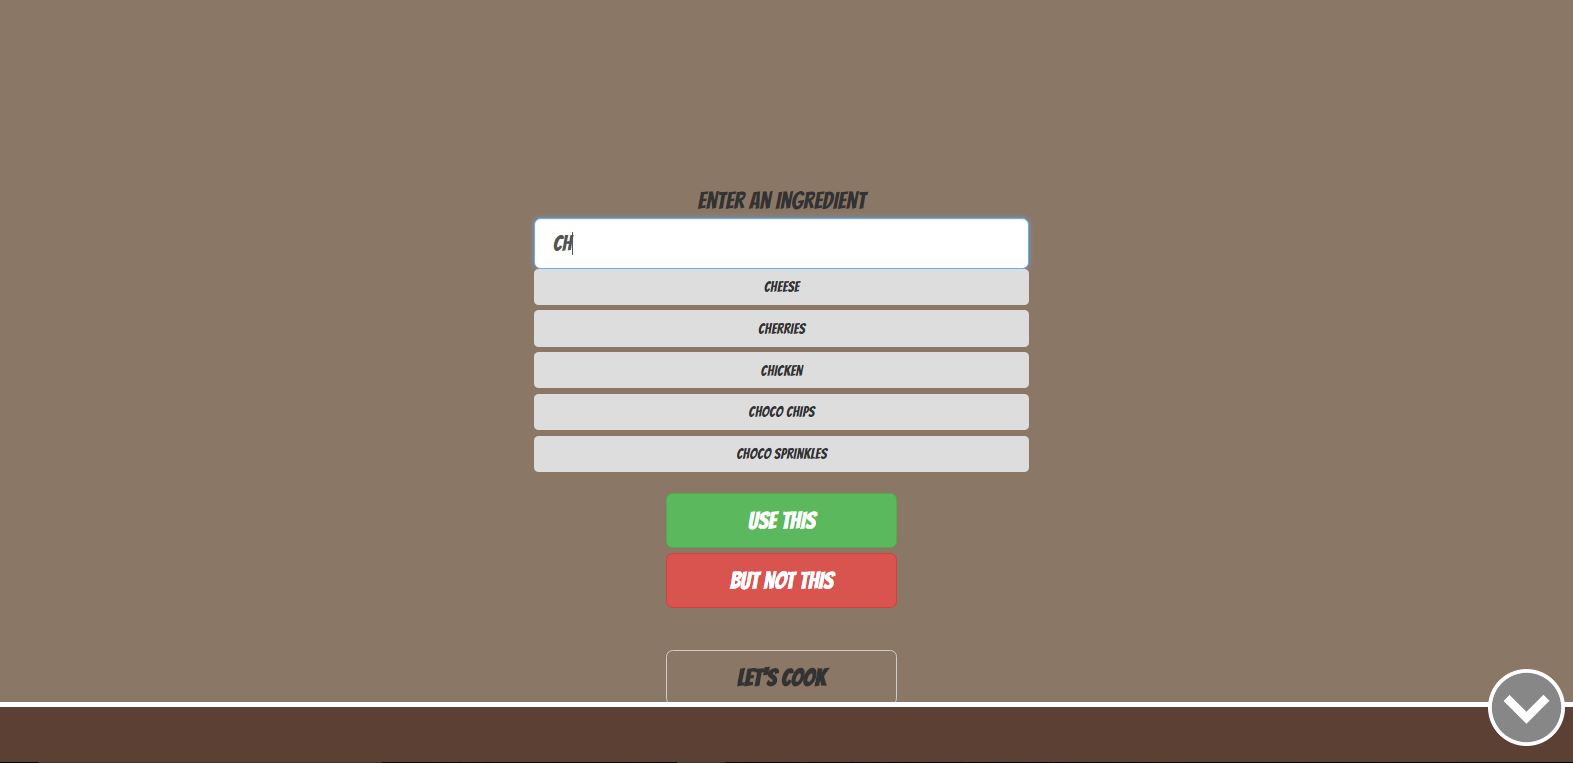 ENTER AN INGREDIENT
CH
CHEESE
CHERRIES
CHICKEN
CHOCO CHIPS
CHOCO SPRINKLES
USE THIS
BUT NOT THIS
LET'S COOK